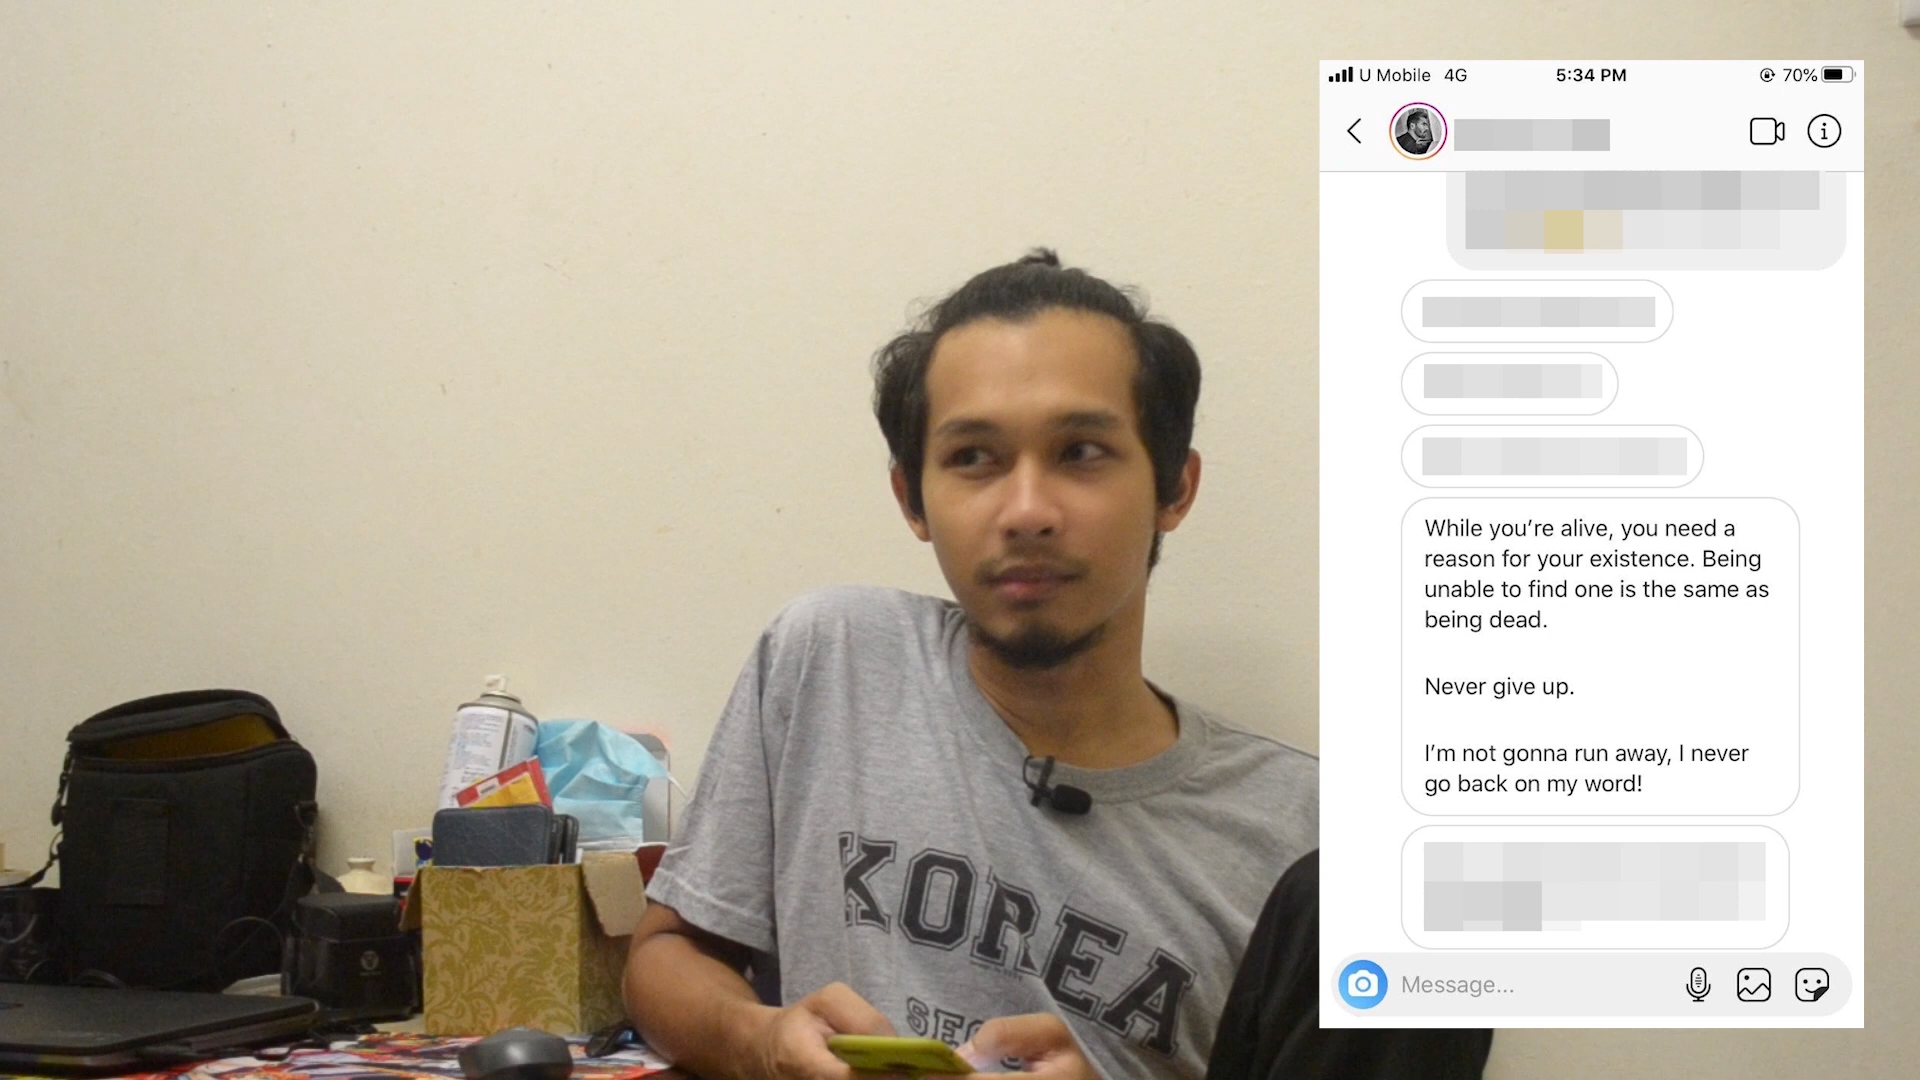 U Mobile 4G 5:34 PM 70%
While you’re alive, you need a
reason for your existence. Being
unable to find one is the same as
being dead.
Never give up.
I’m not gonna run away, I never
go back on my word!
Message...
KOREA